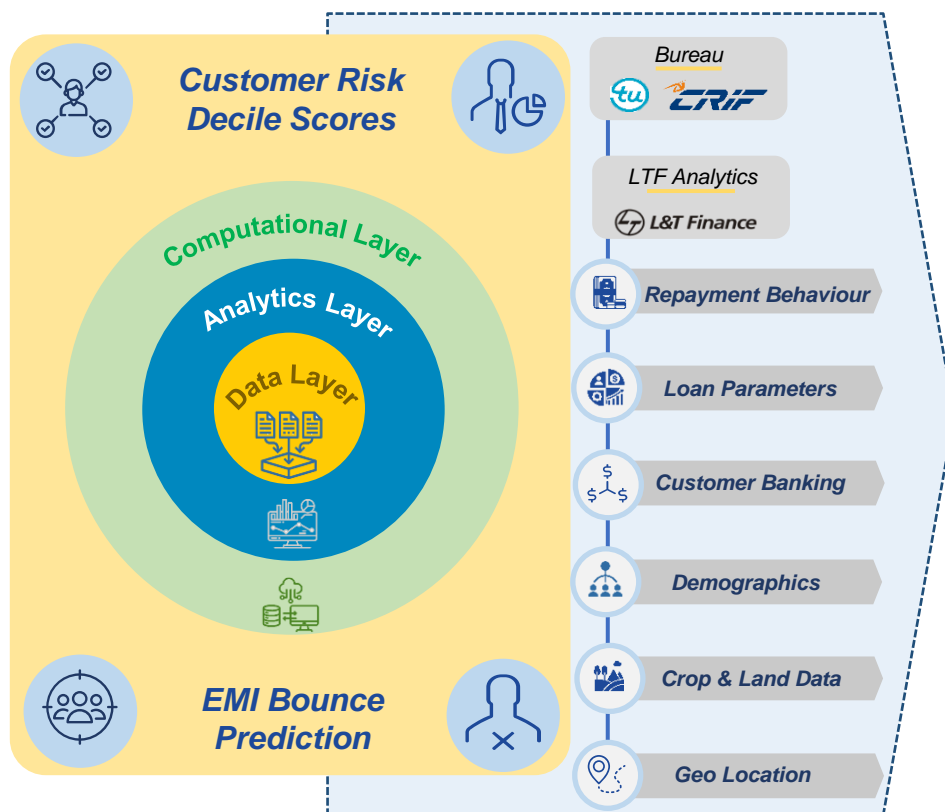 Customer Risk
Decile Scores
Computational Layer
Analytics Layer
Data Layer
EMI Bounce
Prediction
Bureau
tu
CRIF
LTF Analytics
L&T Finance
Repayment Behaviour
Loan Parameters
Customer Banking
Demographics
Crop & Land Data
Geo Location